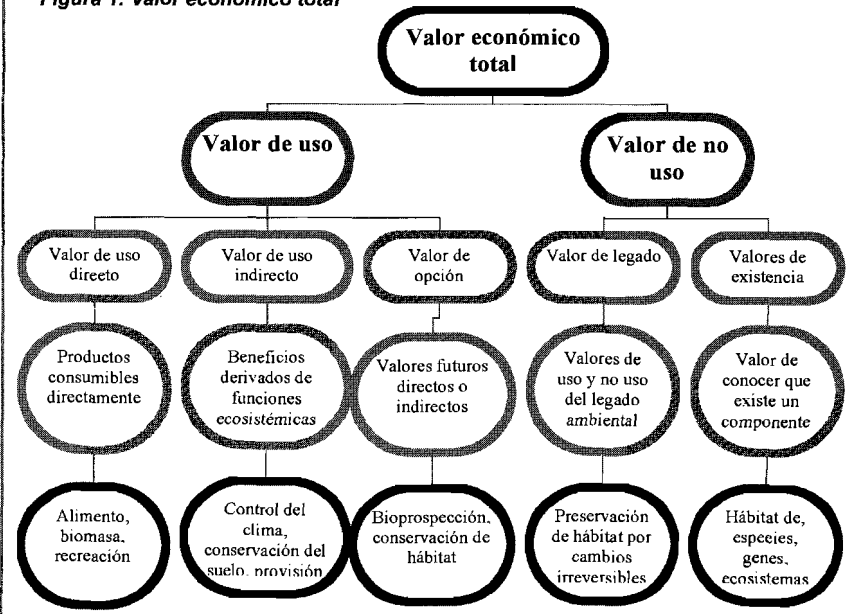 Figura 1. Valor económico total
Valor económico
total
Valor de uso
Valor de no
uso
Valor de uso
direeto
Valor de uso
indirecto
Valor de
opción
Valor de legado
Valores de
existencia
Productos
consumibles
directamente
Beneficios
derivados de
funciones
ecosistémicas
Valores futuros
directos o
indirectos
Valores de
uso y no uso
del legado
ambiental
Valor de
conocer que
existe un
componente
Alimento,
biomasa,
recreación
Control del
clima,
conservación del
suelo, provisión
Bioprospección,
conservación de
hábitat
Preservación
de hábitat por
cambios
irreversibles
Hábitat de,
especies,
genes,
ecosistemas